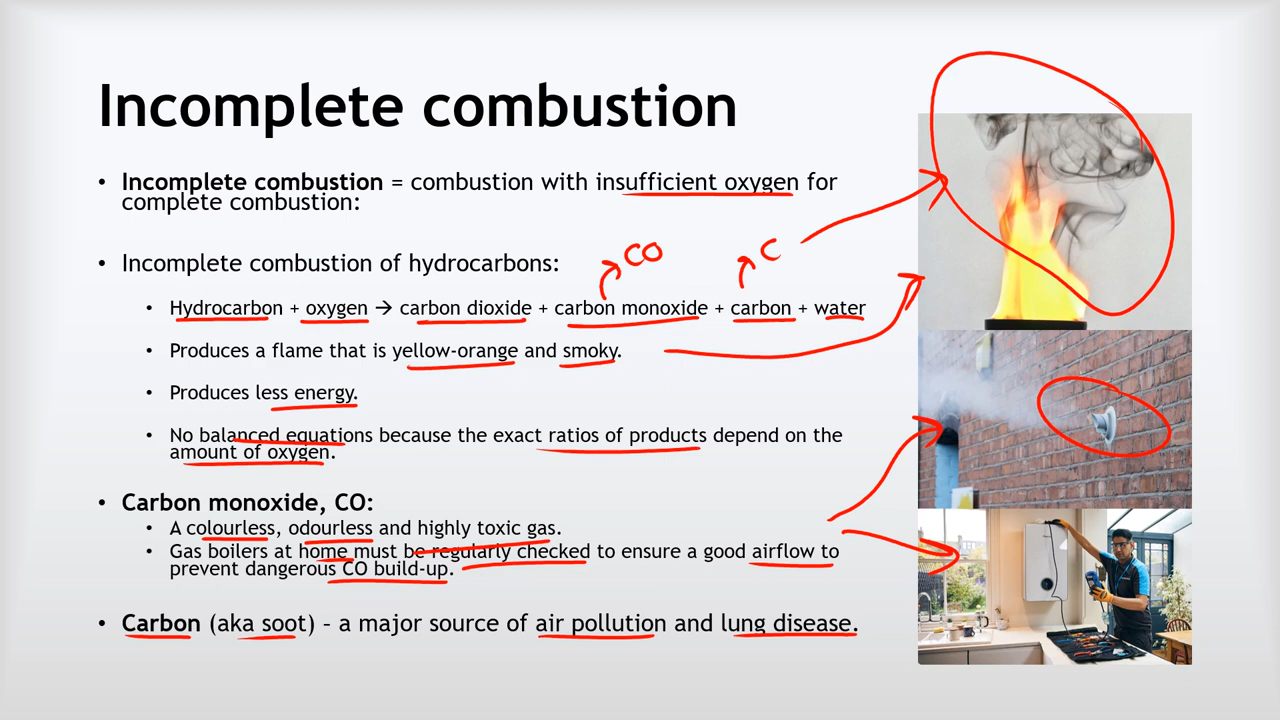 Incomplete combustion
• Incomplete combustion = combustion with insufficient oxygen for
complete combustion:
CO
C
• Incomplete combustion of hydrocarbons:
• Hydrocarbon + oxygen → carbon dioxide + carbon monoxide + carbon + water
• Produces a flame that is yellow-orange and smoky.
• Produces less energy.
• No balanced equations because the exact ratios of products depend on the
amount of oxygen.
• Carbon monoxide, CO:
• A colourless, odourless and highly toxic gas.
• Gas boilers at home must be regularly checked to ensure a good airflow to
prevent dangerous CO build-up.
• Carbon (aka soot) – a major source of air pollution and lung disease.